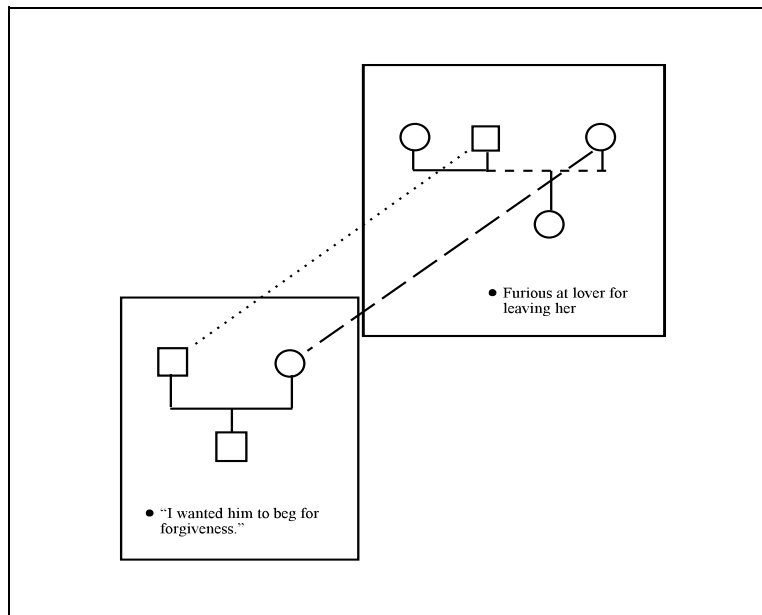 ● Furious at lover for
leaving her
● “I wanted him to beg for
forgiveness.”